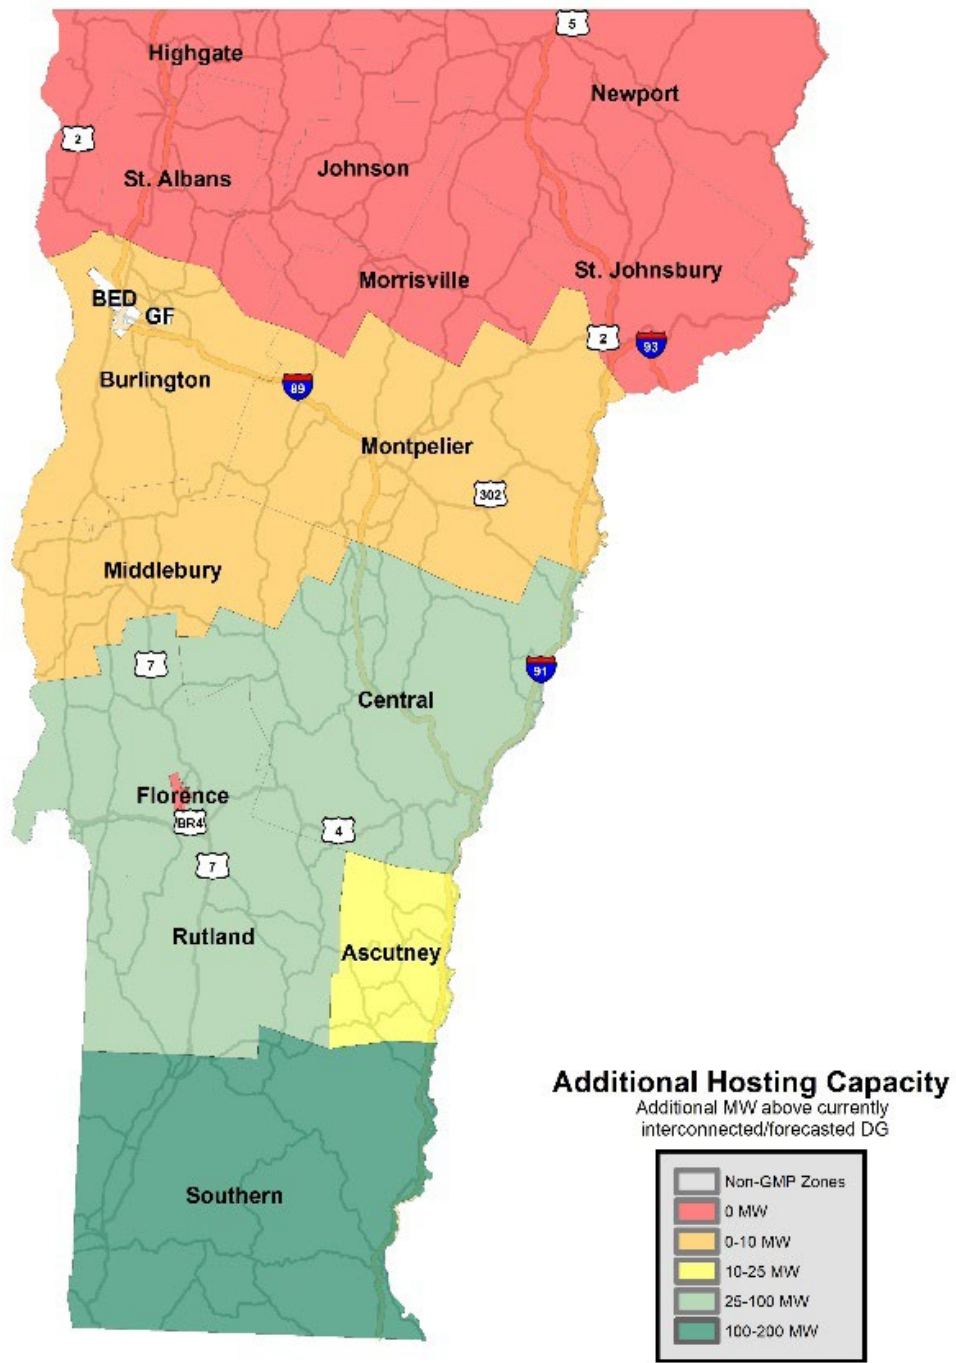 5
Highgate
Newport
2
Johnson
St. Albans
St. Johnsbury
Morrisville
BED
GF
2
93
Burlington
89
Montpelier
302
Middlebury
7
91
Central
Florence
BR4
4
7
Rutland
Ascutney
Southern
Additional Hosting Capacity
Additional MW above currently
interconnected/forecasted DG
Non-GMP Zones
0 MW
0-10 MW
10-25 MW
25-100 MW
100-200 MW